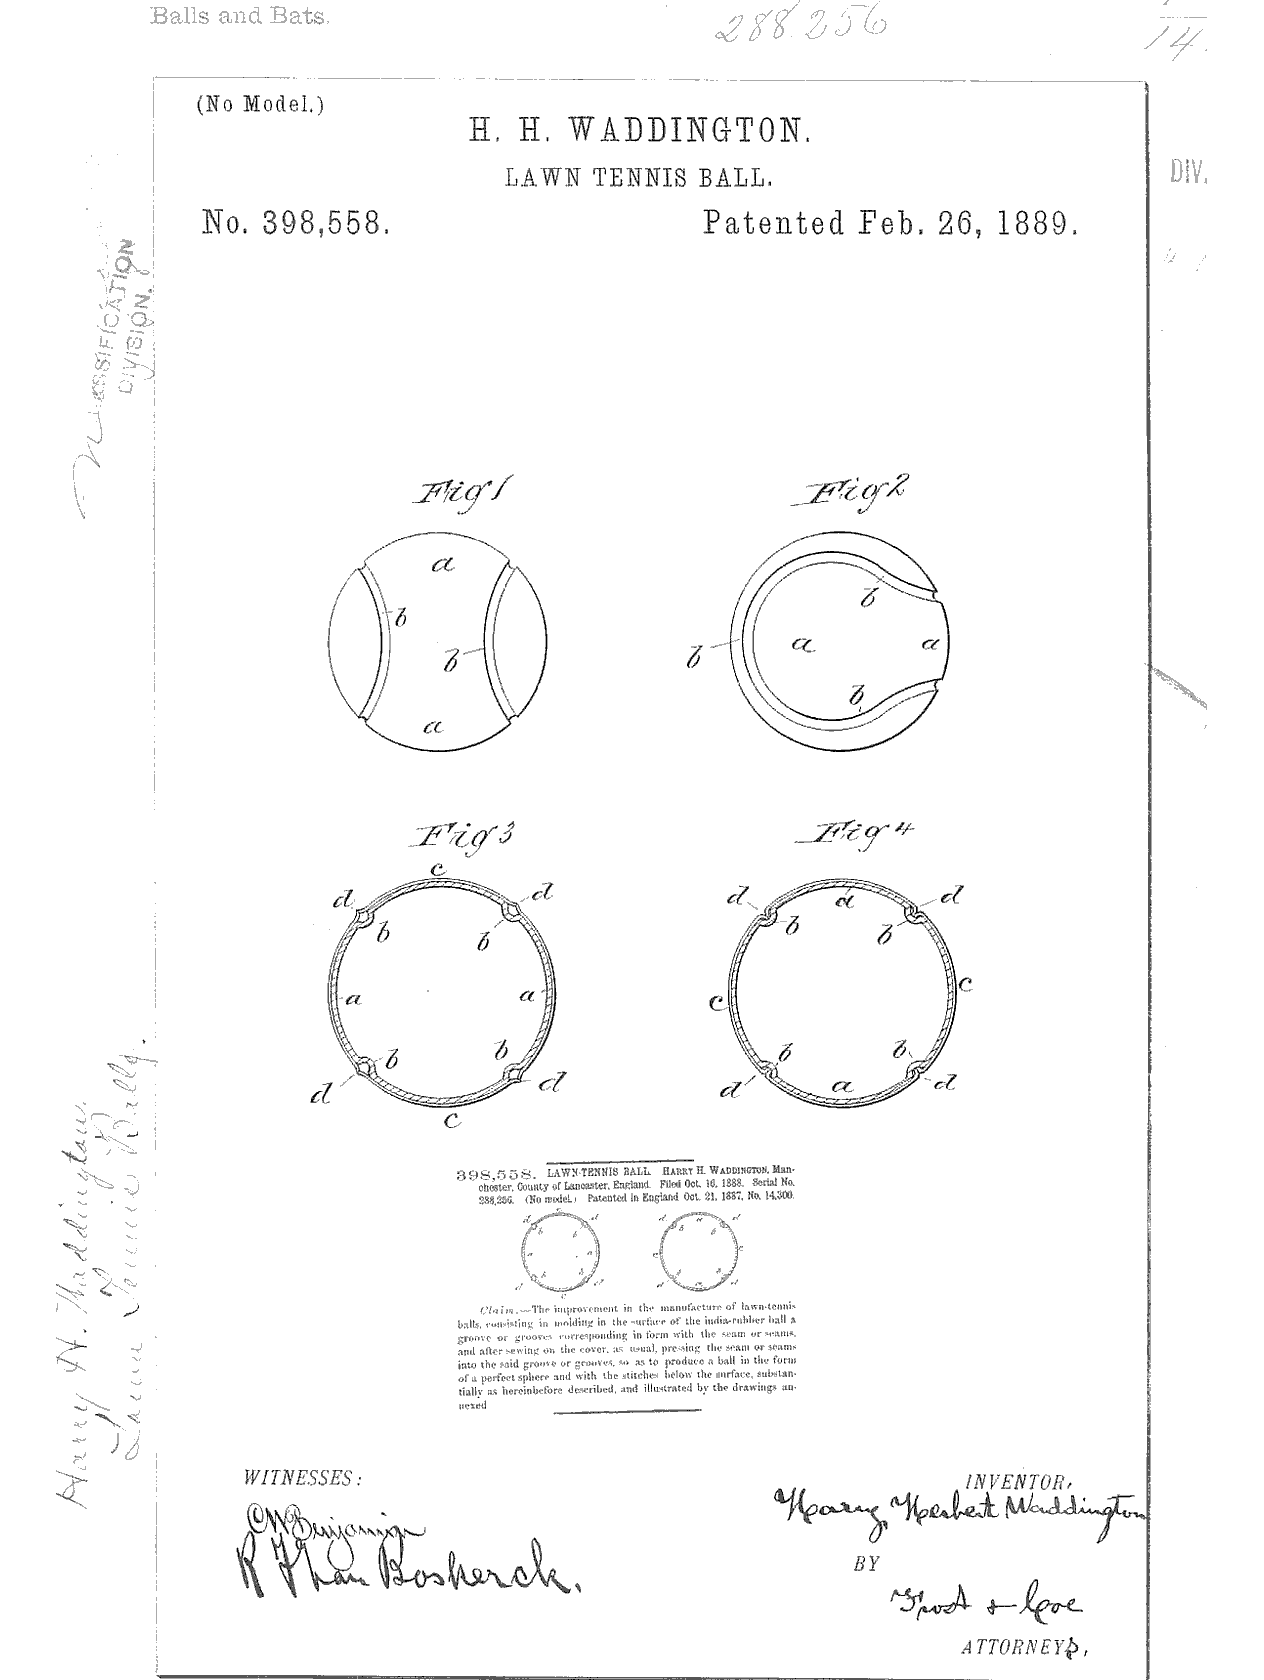 Balls and Bats.
288.256
14.
(No Model.)
H. H. WADDINGTON.
LAWN TENNIS BALL.
No. 398,558.
Patented Feb. 26, 1889.
DIV.
DIVISION.
Fig 1
Fig 2
a
b
b
a
b
b
a
a
b
Fig 3
Fig 4
c
d
d
b
b
a
a
b
b
d
d
c
d
a
d
b
b
c
c
b
b
d
a
d
398,558. LAWN-TENNIS BALL. HARRY H. WADDINGTON, Man-
chester, County of Lancaster, England. Filed Oct. 16, 1888. Serial No.
288,256. (No model.) Patented in England Oct. 21, 1887, No. 14,300.
Claim.—The improvement in the manufacture of lawn-tennis
balls, consisting in molding in the surface of the india-rubber ball a
groove or grooves corresponding in form with the seam or seams,
and after sewing on the cover, as usual, pressing the seam or seams
into the said groove or grooves, so as to produce a ball in the form
of a perfect sphere and with the stitches below the surface, substan-
tially as hereinbefore described, and illustrated by the drawings an-
nexed
Harry H. Waddington.
Lawn Tennis Balls.
WITNESSES:
C W Benjamin
INVENTOR,
Harry Herbert Waddington
BY
Frost & Coe
ATTORNEYS,